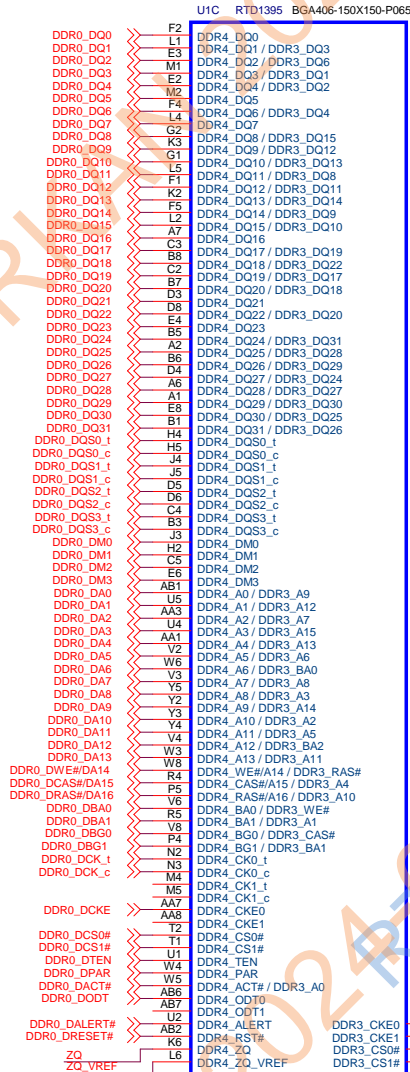 U1C RTD1395 BGA406-150X150-P065
DDR0_DQ0 F2 DDR4_DQ0
DDR0_DQ1 L1 DDR4_DQ1 / DDR3_DQ3
DDR0_DQ2 E3 DDR4_DQ2 / DDR3_DQ6
DDR0_DQ3 M1 DDR4_DQ3 / DDR3_DQ1
DDR0_DQ4 E2 DDR4_DQ4 / DDR3_DQ2
DDR0_DQ5 M2 DDR4_DQ5
DDR0_DQ6 F4 DDR4_DQ6 / DDR3_DQ4
DDR0_DQ7 L4 DDR4_DQ7
DDR0_DQ8 G2 DDR4_DQ8 / DDR3_DQ15
DDR0_DQ9 K3 DDR4_DQ9 / DDR3_DQ12
DDR0_DQ10 G1 DDR4_DQ10 / DDR3_DQ13
DDR0_DQ11 L5 DDR4_DQ11 / DDR3_DQ8
DDR0_DQ12 F1 DDR4_DQ12 / DDR3_DQ11
DDR0_DQ13 K2 DDR4_DQ13 / DDR3_DQ14
DDR0_DQ14 F5 DDR4_DQ14 / DDR3_DQ9
DDR0_DQ15 L2 DDR4_DQ15 / DDR3_DQ10
DDR0_DQ16 A7 DDR4_DQ16
DDR0_DQ17 C3 DDR4_DQ17 / DDR3_DQ19
DDR0_DQ18 B8 DDR4_DQ18 / DDR3_DQ22
DDR0_DQ19 C2 DDR4_DQ19 / DDR3_DQ17
DDR0_DQ20 B7 DDR4_DQ20 / DDR3_DQ18
DDR0_DQ21 D3 DDR4_DQ21
DDR0_DQ22 D8 DDR4_DQ22 / DDR3_DQ20
DDR0_DQ23 E4 DDR4_DQ23
DDR0_DQ24 B5 DDR4_DQ24 / DDR3_DQ31
DDR0_DQ25 A2 DDR4_DQ25 / DDR3_DQ28
DDR0_DQ26 B6 DDR4_DQ26 / DDR3_DQ29
DDR0_DQ27 D4 DDR4_DQ27 / DDR3_DQ24
DDR0_DQ28 A6 DDR4_DQ28 / DDR3_DQ27
DDR0_DQ29 A1 DDR4_DQ29 / DDR3_DQ30
DDR0_DQ30 E8 DDR4_DQ30 / DDR3_DQ25
DDR0_DQ31 B1 DDR4_DQ31 / DDR3_DQ26
DDR0_DQS0_t H4 DDR4_DQS0_t
DDR0_DQS0_c H5 DDR4_DQS0_c
DDR0_DQS1_t J4 DDR4_DQS1_t
DDR0_DQS1_c J5 DDR4_DQS1_c
DDR0_DQS2_t D5 DDR4_DQS2_t
DDR0_DQS2_c D6 DDR4_DQS2_c
DDR0_DQS3_t C4 DDR4_DQS3_t
DDR0_DQS3_c B3 DDR4_DQS3_c
DDR0_DM0 J3 DDR4_DM0
DDR0_DM1 H2 DDR4_DM1
DDR0_DM2 C5 DDR4_DM2
DDR0_DM3 E6 DDR4_DM3
DDR0_DA0 AB1 DDR4_A0 / DDR3_A9
DDR0_DA1 U5 DDR4_A1 / DDR3_A12
DDR0_DA2 AA3 DDR4_A2 / DDR3_A7
DDR0_DA3 U4 DDR4_A3 / DDR3_A15
DDR0_DA4 AA1 DDR4_A4 / DDR3_A13
DDR0_DA5 V2 DDR4_A5 / DDR3_A6
DDR0_DA6 W6 DDR4_A6 / DDR3_BA0
DDR0_DA7 V3 DDR4_A7 / DDR3_A8
DDR0_DA8 Y5 DDR4_A8 / DDR3_A3
DDR0_DA9 Y2 DDR4_A9 / DDR3_A14
DDR0_DA10 Y3 DDR4_A10 / DDR3_A2
DDR0_DA11 Y4 DDR4_A11 / DDR3_A5
DDR0_DA12 V4 DDR4_A12 / DDR3_BA2
DDR0_DA13 W3 DDR4_A13 / DDR3_A11
DDR0_DWE#/DA14 W8 DDR4_WE#/A14 / DDR3_RAS#
DDR0_DCAS#/DA15 R4 DDR4_CAS#/A15 / DDR3_A4
DDR0_DRAS#/DA16 P5 DDR4_RAS#/A16 / DDR3_A10
DDR0_DBA0 V6 DDR4_BA0 / DDR3_WE#
DDR0_DBA1 R5 DDR4_BA1 / DDR3_A1
DDR0_DBG0 V8 DDR4_BG0 / DDR3_CAS#
DDR0_DBG1 P4 DDR4_BG1 / DDR3_BA1
DDR0_DCK_t N2 DDR4_CK0_t
DDR0_DCK_c N3 DDR4_CK0_c
M4 DDR4_CK1_t
M5 DDR4_CK1_c
DDR0_DCKE AA7 DDR4_CKE0
AA8 DDR4_CKE1
DDR0_DCS0# T2 DDR4_CS0#
DDR0_DCS1# T1 DDR4_CS1#
DDR0_DTEN U1 DDR4_TEN
DDR0_DPAR W4 DDR4_PAR
DDR0_DACT# W5 DDR4_ACT# / DDR3_A0
DDR0_DODT AB6 DDR4_ODT0
AB7 DDR4_ODT1
DDR0_DALERT# U2 DDR4_ALERT DDR3_CKE0
DDR0_DRESET# AB2 DDR4_RST# DDR3_CKE1
ZQ K6 DDR4_ZQ DDR3_CS0#
ZQ_VREF L6 DDR4_ZQ_VREF DDR3_CS1#